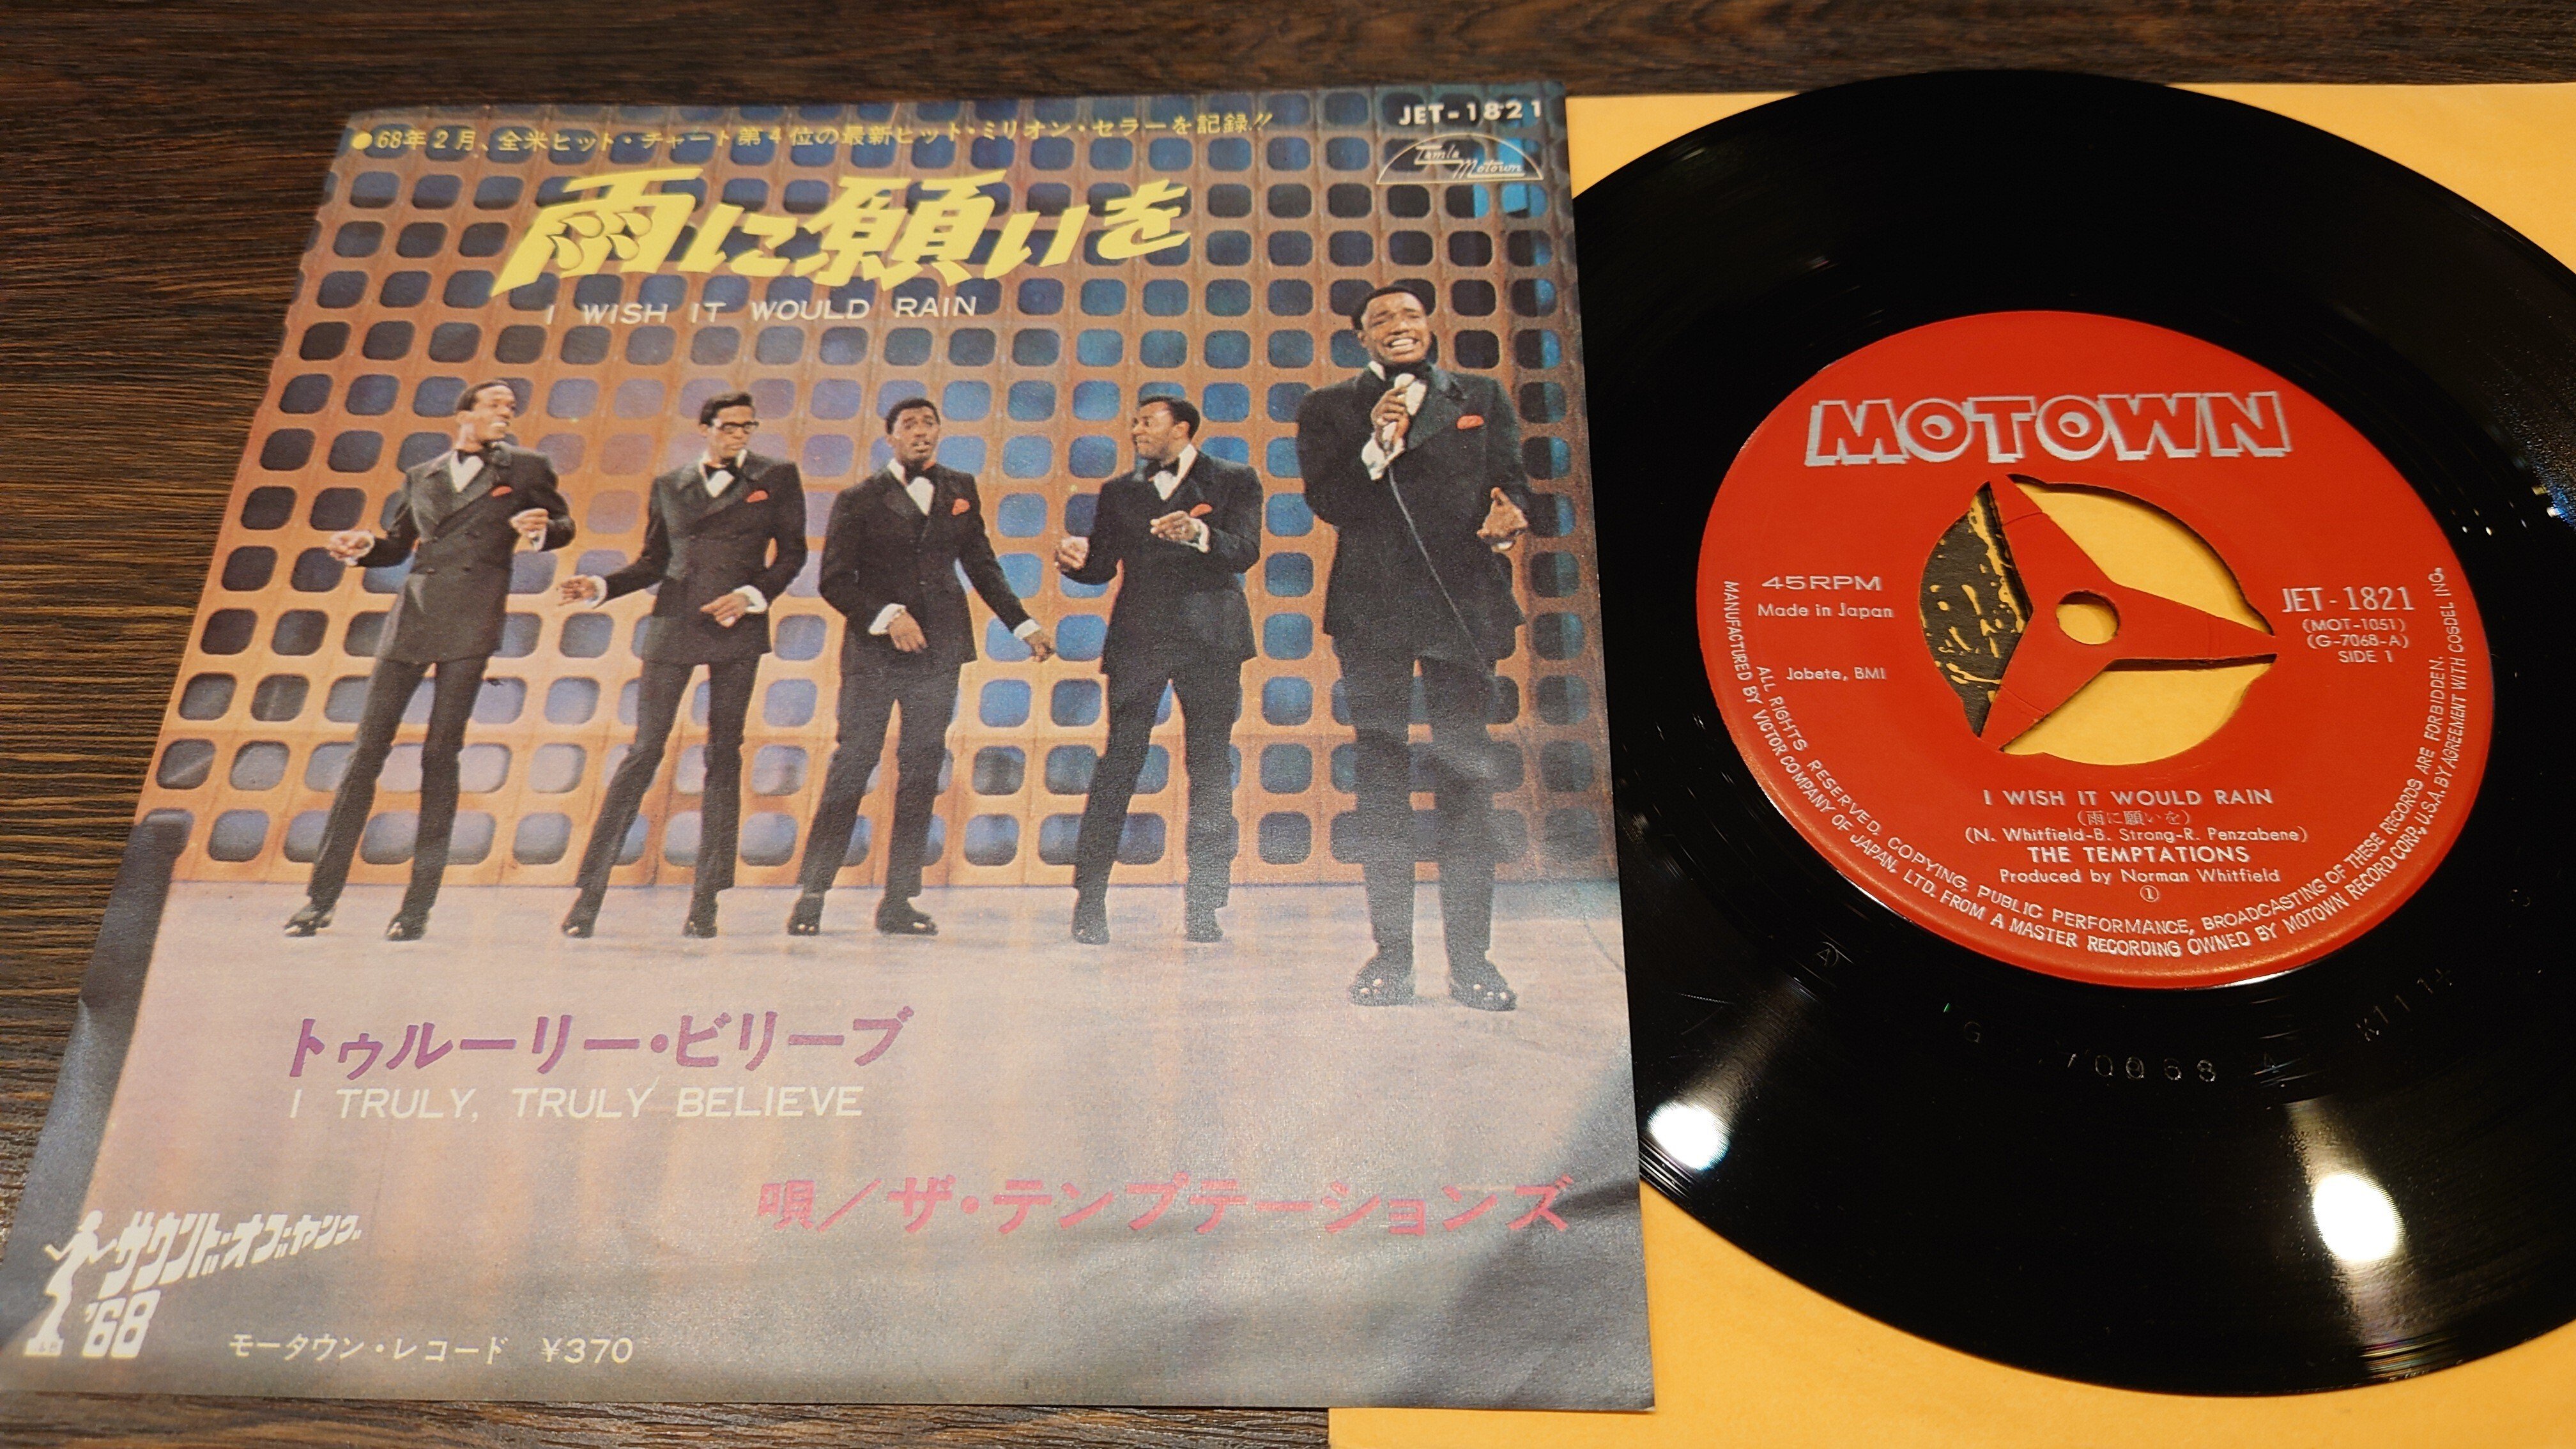 ●68年2月、全米ヒット・チャート第4位の最新ヒット・ミリオン・セラーを記録!!
JET-1821
Tamla Motown
雨に願いを
I WISH IT WOULD RAIN
トゥルーリー・ビリーブ
I TRULY, TRULY BELIEVE
唄/ザ・テンプテーションズ
サウンド・オブ・ヤング
'68
モータウン・レコード ¥370
MOTOWN
45RPM
Made in Japan
Jobete, BMI
JET-1821
(MOT-1051)
(G-7068-A)
SIDE 1
I WISH IT WOULD RAIN
(雨に願いを)
(N. Whitfield-B. Strong-R. Penzabene)
THE TEMPTATIONS
Produced by Norman Whitfield
①
ALL RIGHTS RESERVED. COPYING, PUBLIC PERFORMANCE, BROADCASTING OF THESE RECORDS ARE FORBIDDEN.
MANUFACTURED BY VICTOR COMPANY OF JAPAN, LTD. FROM A MASTER RECORDING OWNED BY MOTOWN RECORD CORP., U.S.A. BY AGREEMENT WITH COSDEL INC.